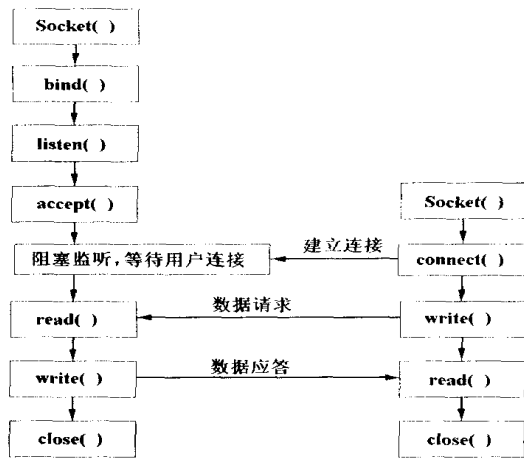 Socket( )
bind( )
listen( )
accept( )
Socket( )
阻塞监听,等待用户连接
建立连接
connect( )
read( )
数据请求
write( )
write( )
数据应答
read( )
close( )
close( )